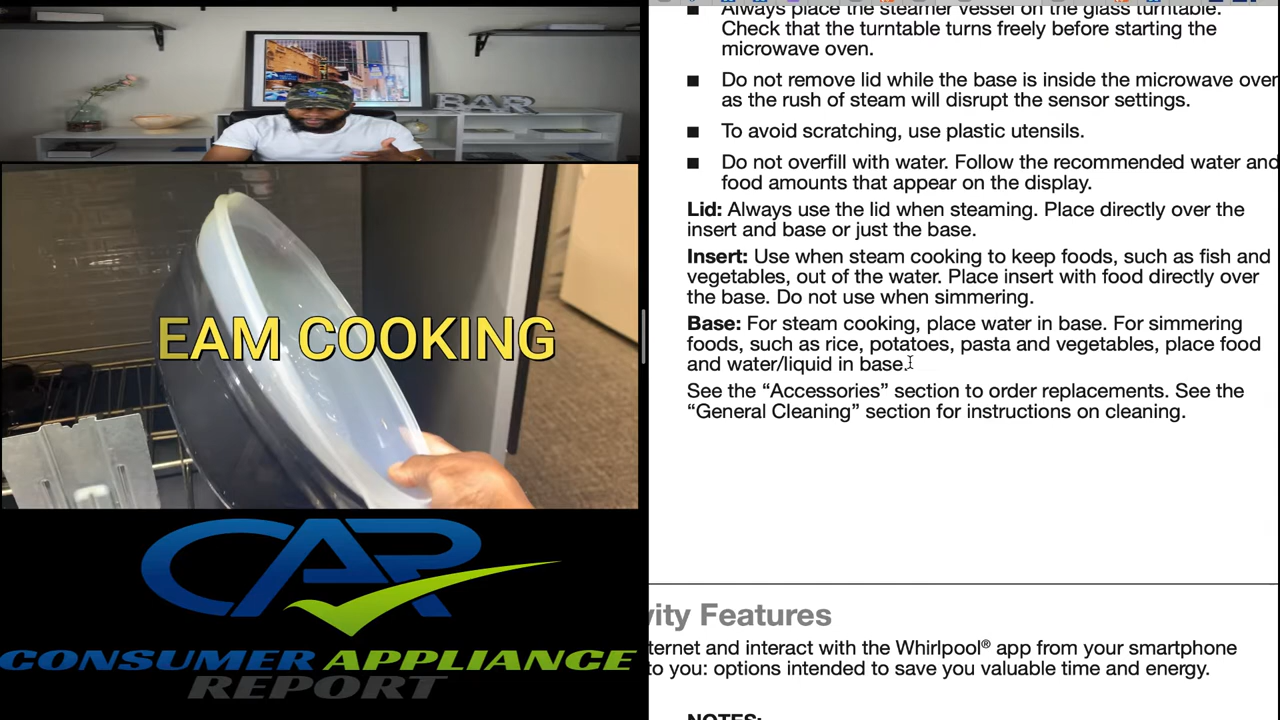 BAR
EAM COOKING
CAR
CONSUMER APPLIANCE
REPORT
Always place the steamer vessel on the glass turntable.
Check that the turntable turns freely before starting the
microwave oven.
■ Do not remove lid while the base is inside the microwave oven
as the rush of steam will disrupt the sensor settings.
■ To avoid scratching, use plastic utensils.
■ Do not overfill with water. Follow the recommended water and
food amounts that appear on the display.
Lid: Always use the lid when steaming. Place directly over the
insert and base or just the base.
Insert: Use when steam cooking to keep foods, such as fish and
vegetables, out of the water. Place insert with food directly over
the base. Do not use when simmering.
Base: For steam cooking, place water in base. For simmering
foods, such as rice, potatoes, pasta and vegetables, place food
and water/liquid in base.
See the “Accessories” section to order replacements. See the
“General Cleaning” section for instructions on cleaning.
vity Features
ternet and interact with the Whirlpool® app from your smartphone
to you: options intended to save you valuable time and energy.
NOTES: